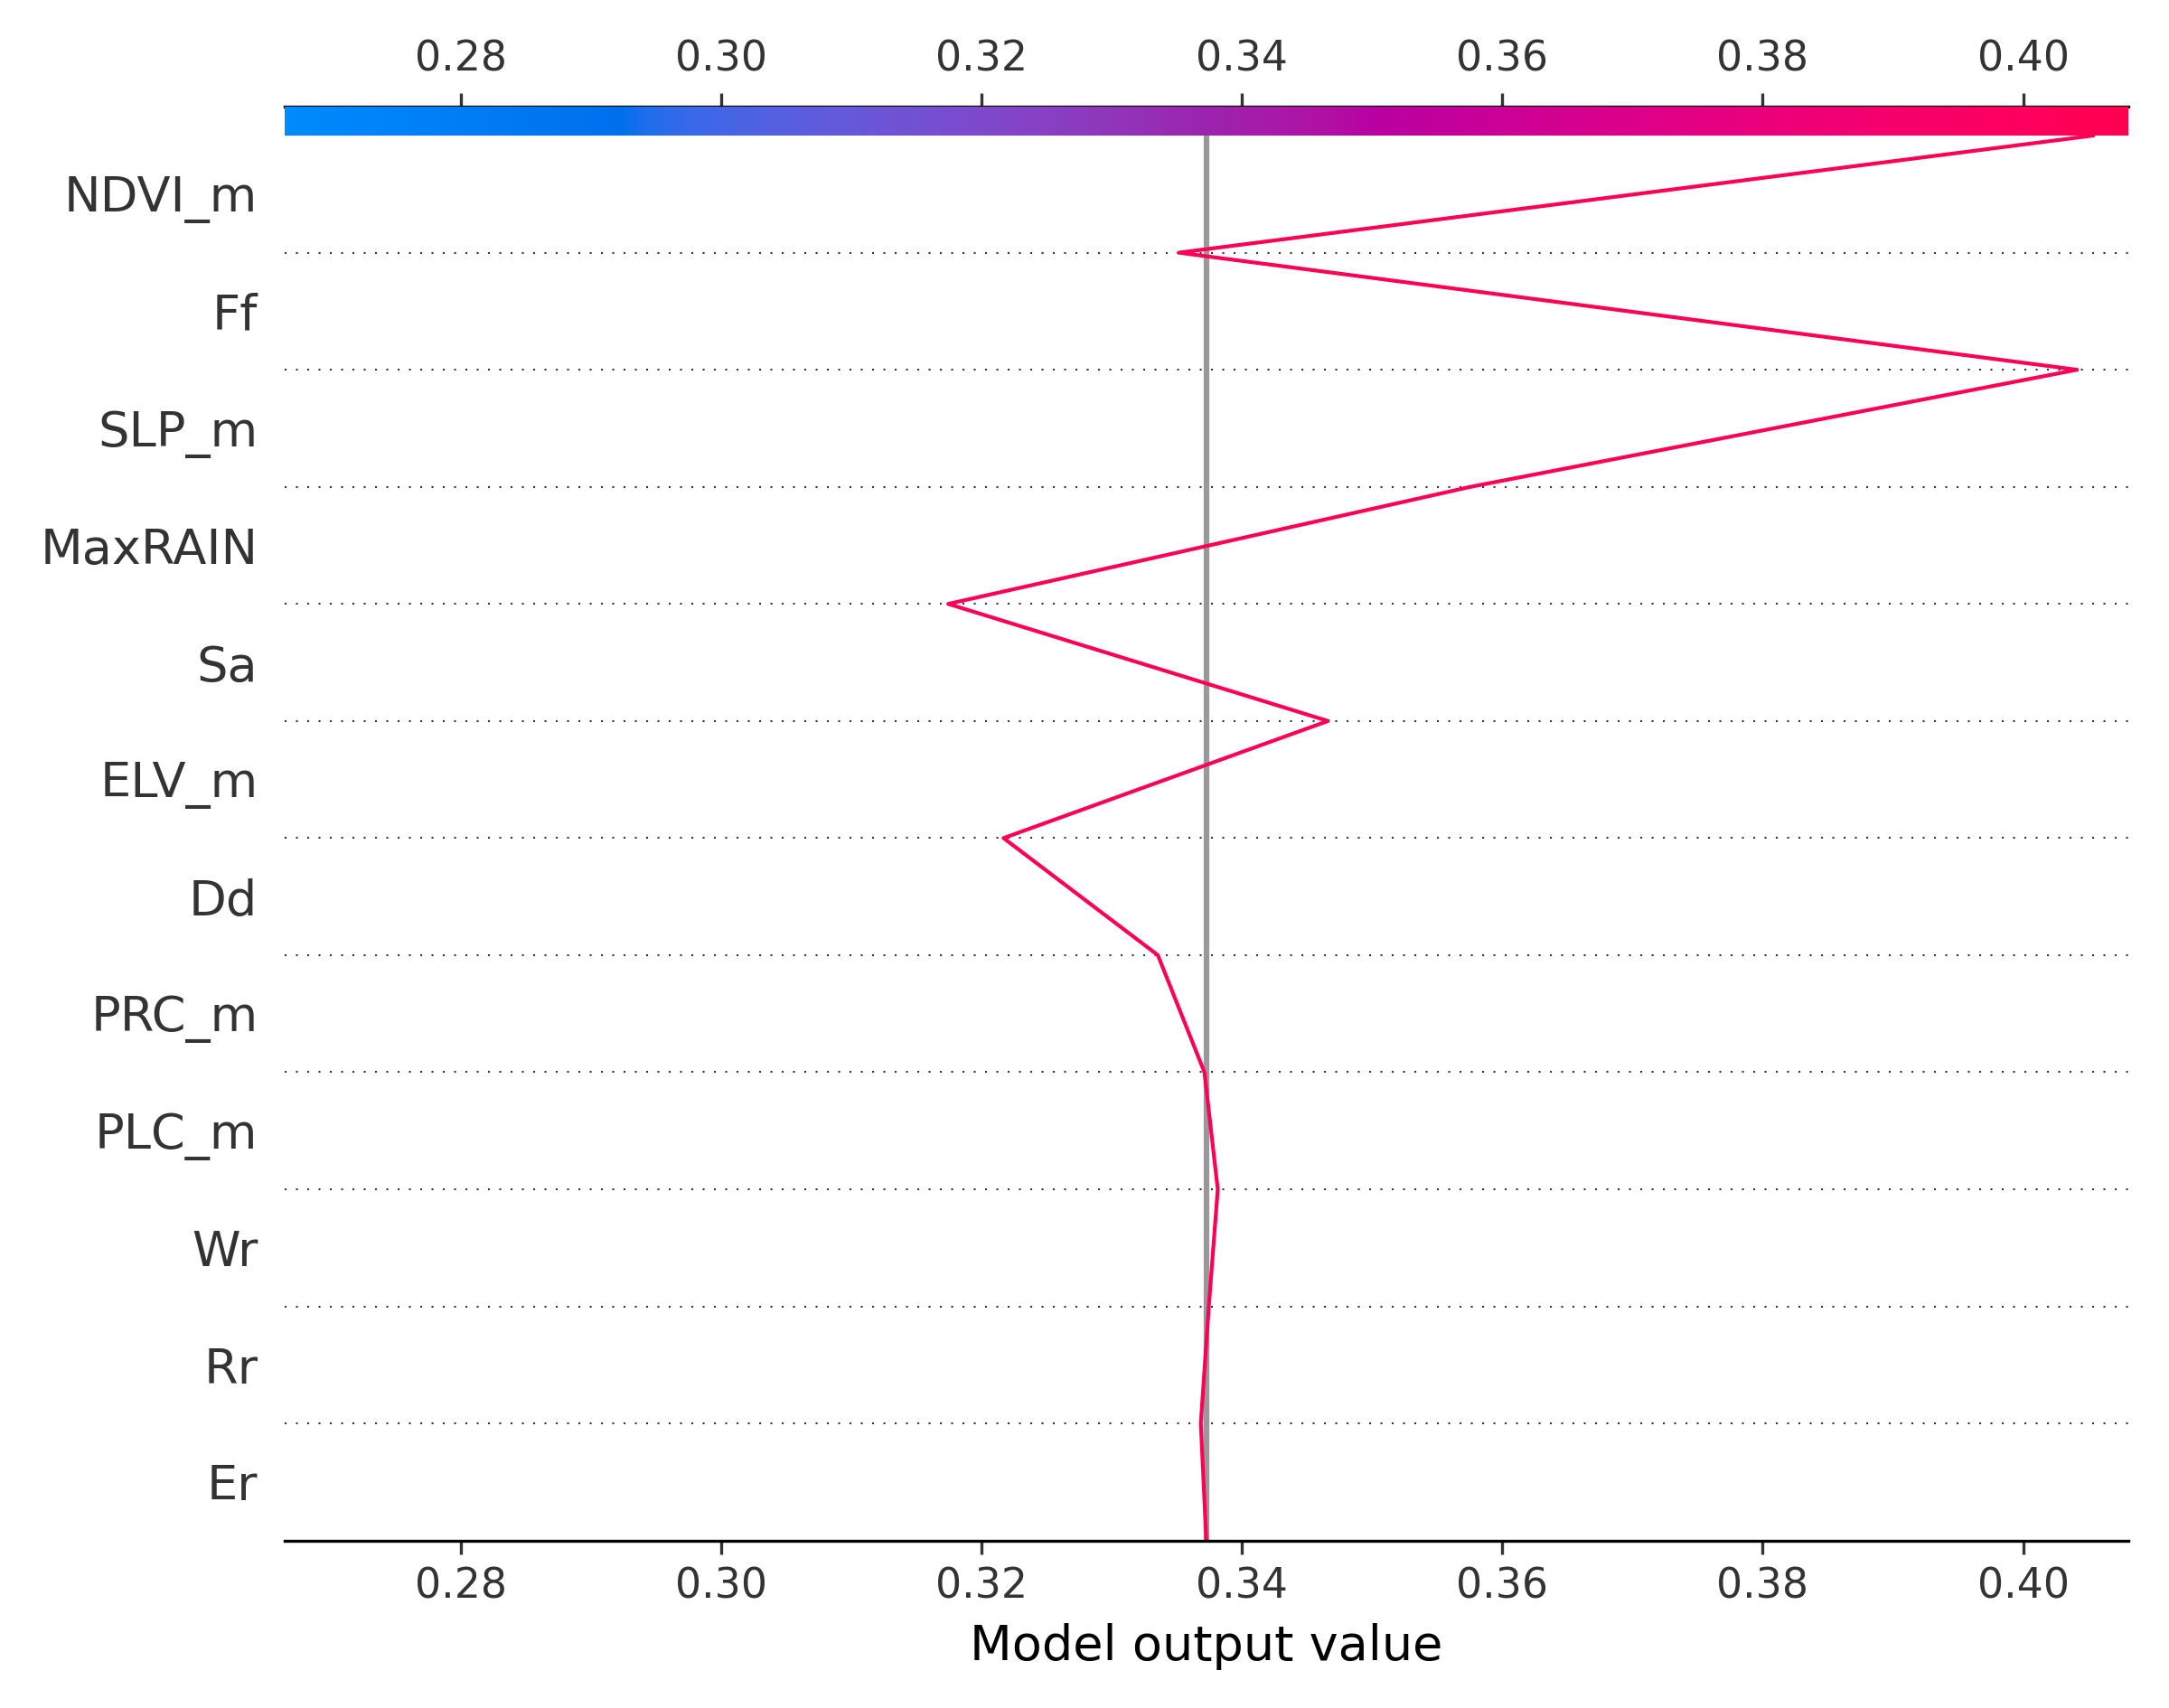 0.28 0.30 0.32 0.34 0.36 0.38 0.40
NDVI_m
Ff
SLP_m
MaxRAIN
Sa
ELV_m
Dd
PRC_m
PLC_m
Wr
Rr
Er
0.28 0.30 0.32 0.34 0.36 0.38 0.40
Model output value